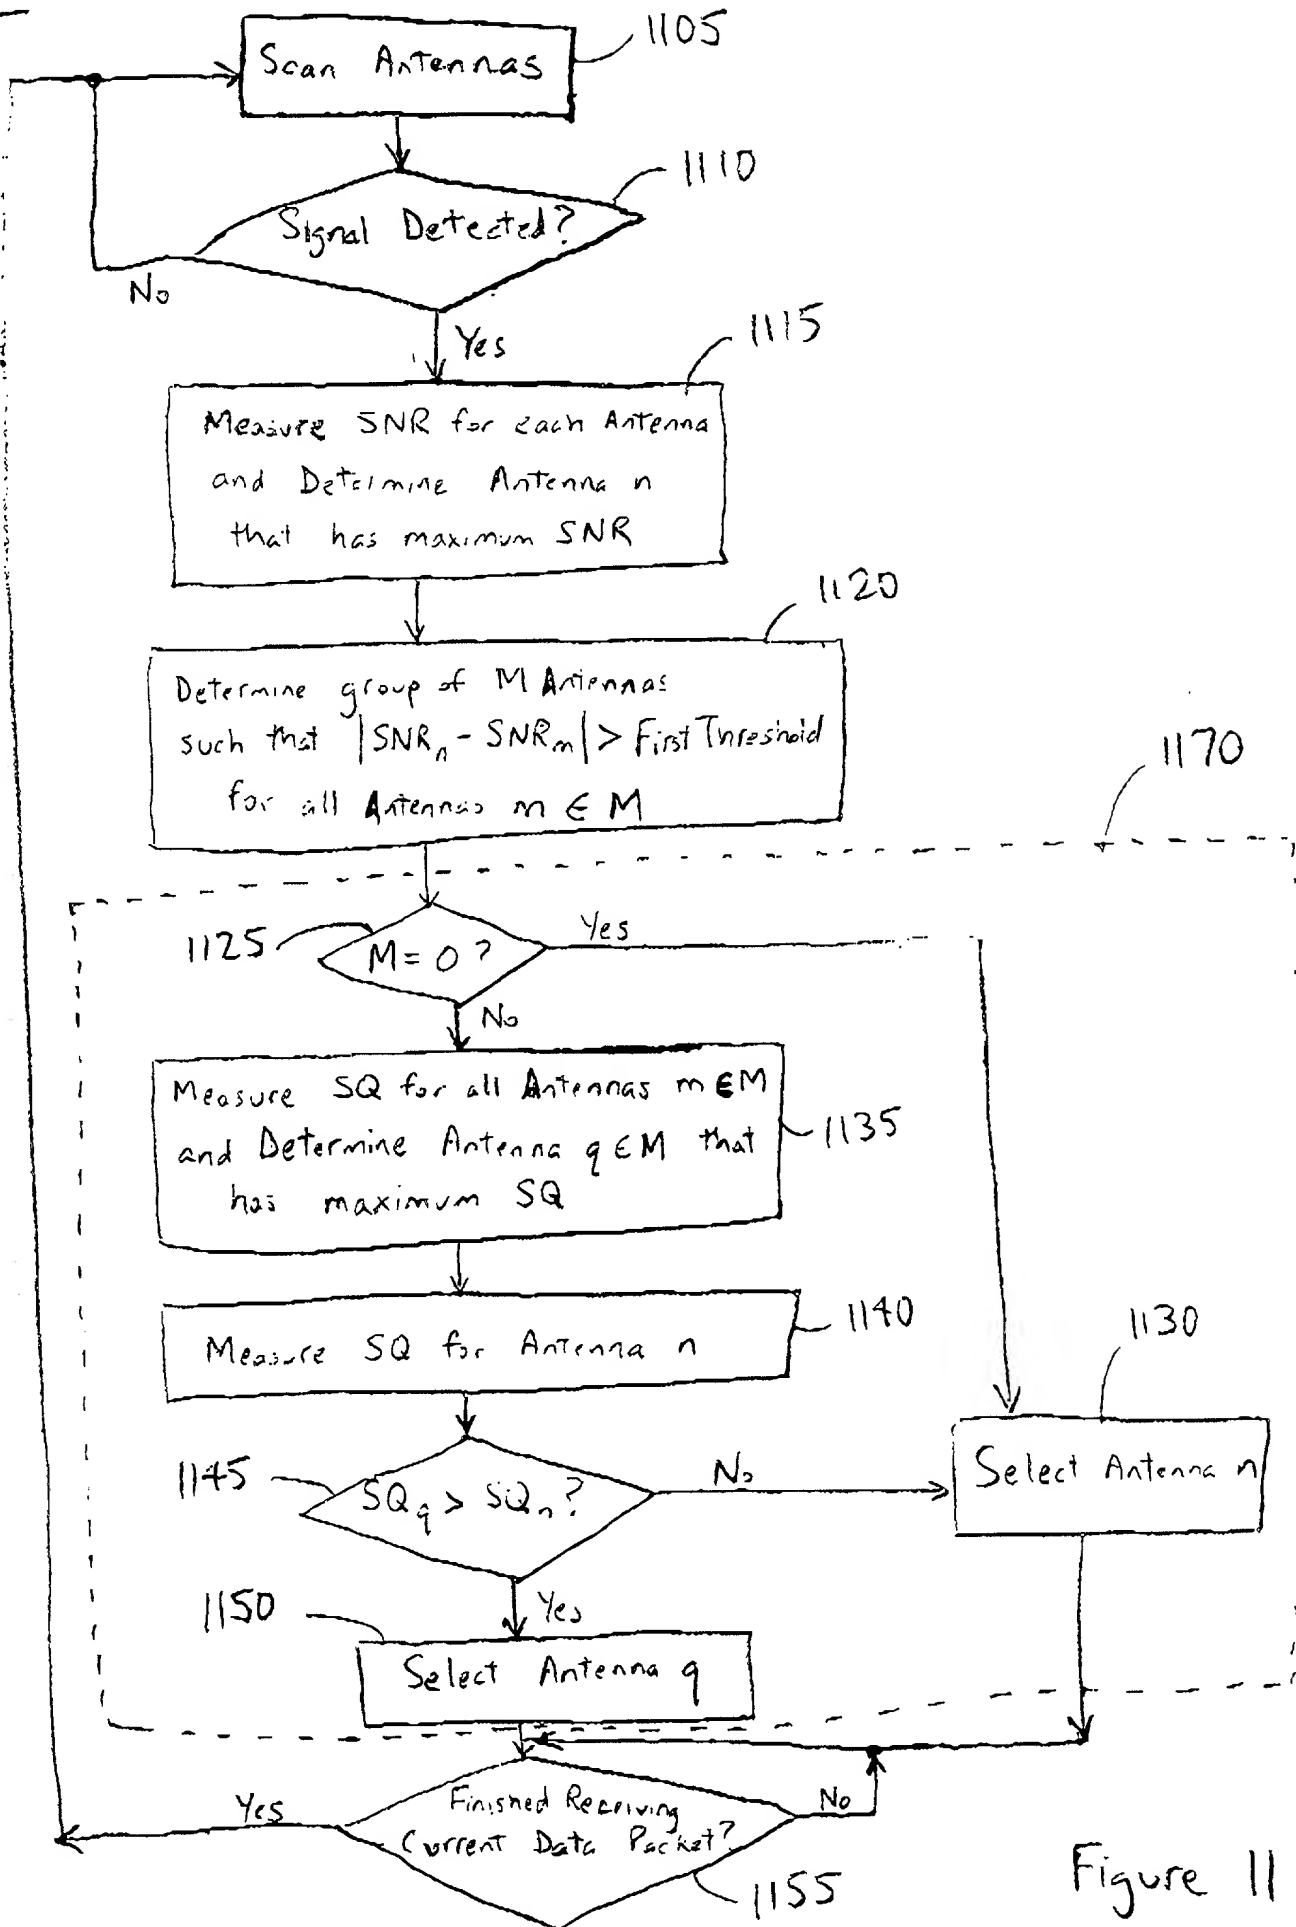 1105
Scan Antennas
1110
Signal Detected?
No
Yes
1115
Measure SNR for each Antenna
and Determine Antenna n
that has maximum SNR
1120
Determine group of M Antennas
such that |SNRn - SNRm| > First Threshold
for all Antennas m ∈ M
1170
1125
M = 0 ?
Yes
No
Measure SQ for all Antennas m ∈ M
and Determine Antenna q ∈ M that
has maximum SQ
1135
Measure SQ for Antenna n
1140
1130
1145
SQq > SQn ?
No
Select Antenna n
1150
Yes
Select Antenna q
Yes
Finished Receiving
Current Data Packet?
No
1155
Figure 11